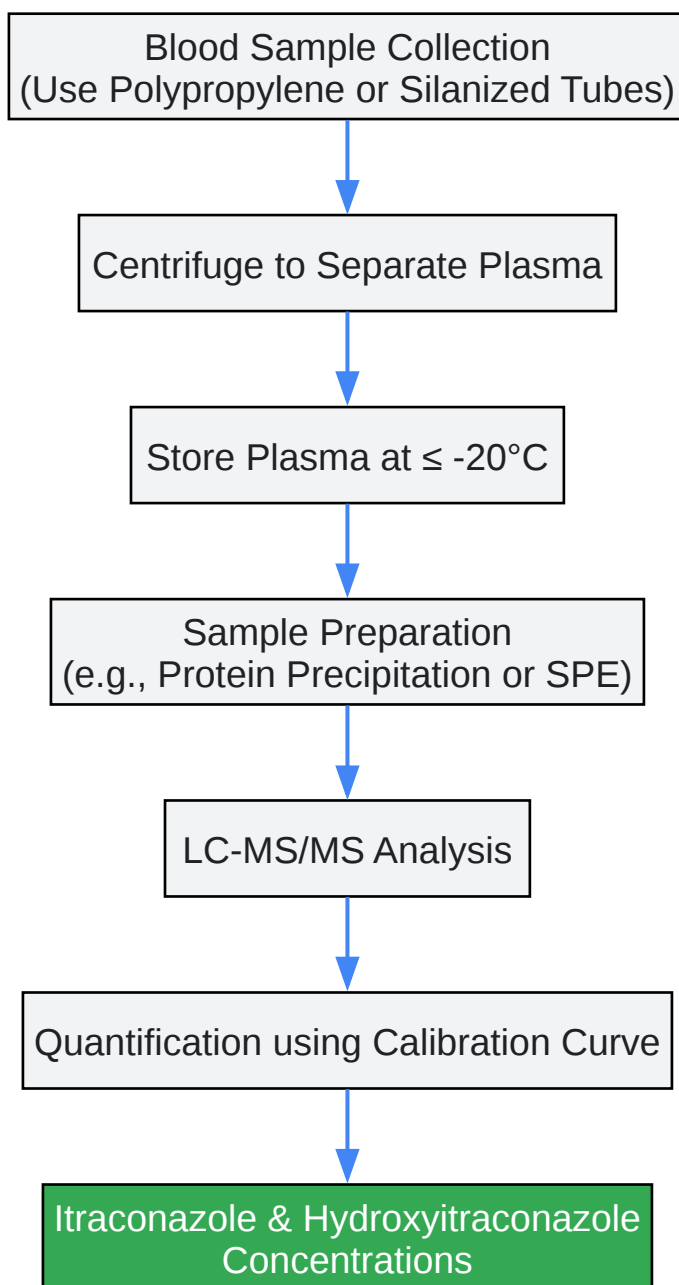 Blood Sample Collection
(Use Polypropylene or Silanized Tubes)
Centrifuge to Separate Plasma
Store Plasma at ≤ -20°C
Sample Preparation
(e.g., Protein Precipitation or SPE)
LC-MS/MS Analysis
Quantification using Calibration Curve
Itraconazole & Hydroxyitraconazole
Concentrations